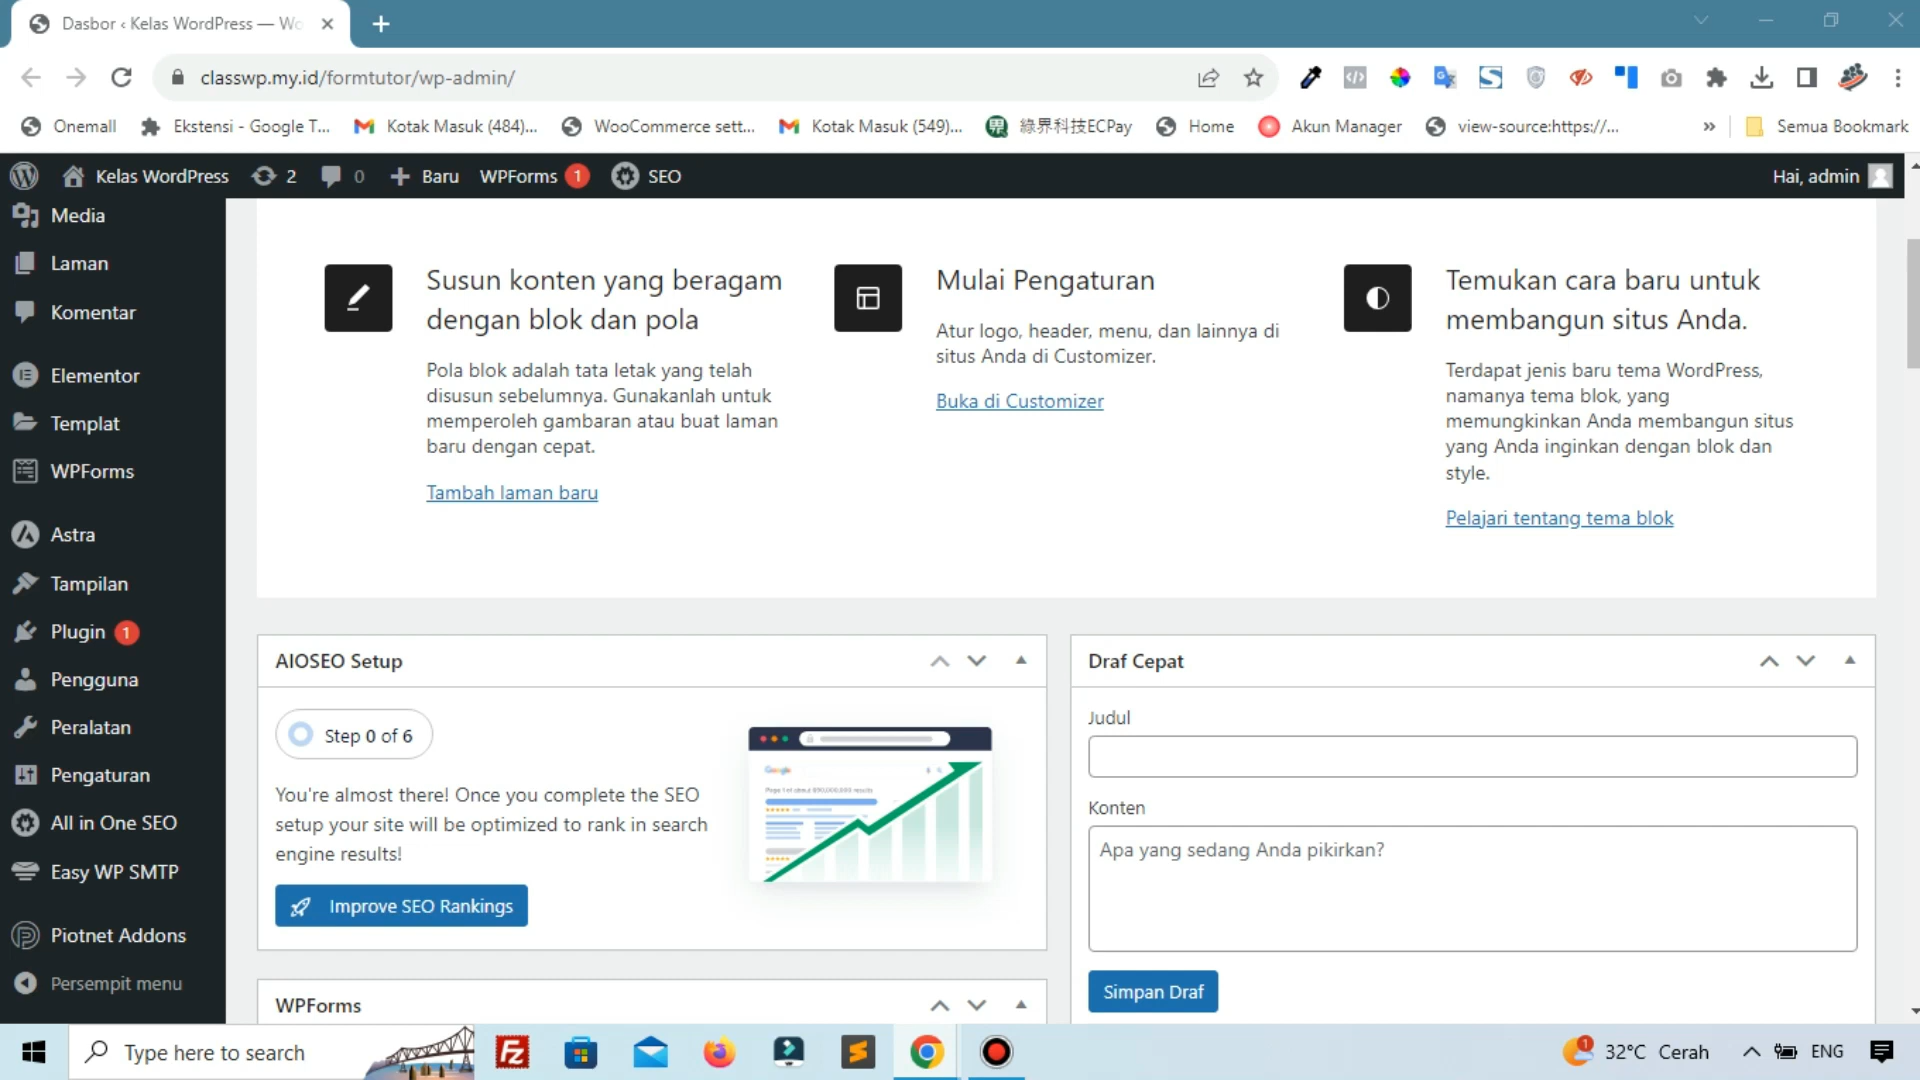 Dasbor ‹ Kelas WordPress — Wo
classwp.my.id/formtutor/wp-admin/
Onemall
Ekstensi - Google T...
Kotak Masuk (484)...
WooCommerce sett...
Kotak Masuk (549)...
綠界科技ECPay
Home
Akun Manager
view-source:https://...
»
Semua Bookmark
Kelas WordPress
2
0
Baru
WPForms 1
SEO
Hai, admin
Media
Laman
Komentar
Elementor
Templat
WPForms
Astra
Tampilan
Plugin 1
Pengguna
Peralatan
Pengaturan
All in One SEO
Easy WP SMTP
Piotnet Addons
Persempit menu
Susun konten yang beragam
dengan blok dan pola
Pola blok adalah tata letak yang telah
disusun sebelumnya. Gunakanlah untuk
memperoleh gambaran atau buat laman
baru dengan cepat.
Tambah laman baru
Mulai Pengaturan
Atur logo, header, menu, dan lainnya di
situs Anda di Customizer.
Buka di Customizer
Temukan cara baru untuk
membangun situs Anda.
Terdapat jenis baru tema WordPress,
namanya tema blok, yang
memungkinkan Anda membangun situs
yang Anda inginkan dengan blok dan
style.
Pelajari tentang tema blok
AIOSEO Setup
Step 0 of 6
You're almost there! Once you complete the SEO
setup your site will be optimized to rank in search
engine results!
Improve SEO Rankings
Google
WPForms
Draf Cepat
Judul
Konten
Apa yang sedang Anda pikirkan?
Simpan Draf
Type here to search
1
32°C Cerah
ENG